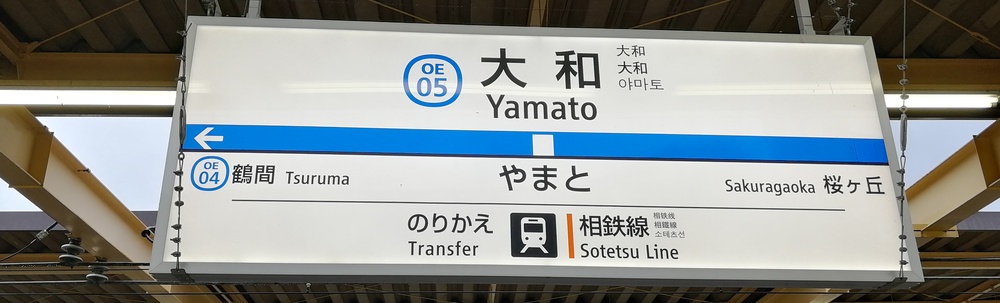 OE
05
大和
Yamato
大和
大和
야마토
OE
04
鶴間 Tsuruma
やまと
Sakuragaoka 桜ヶ丘
のりかえ
Transfer
相鉄線
Sotetsu Line
相铁线
相鐵線
소테츠선